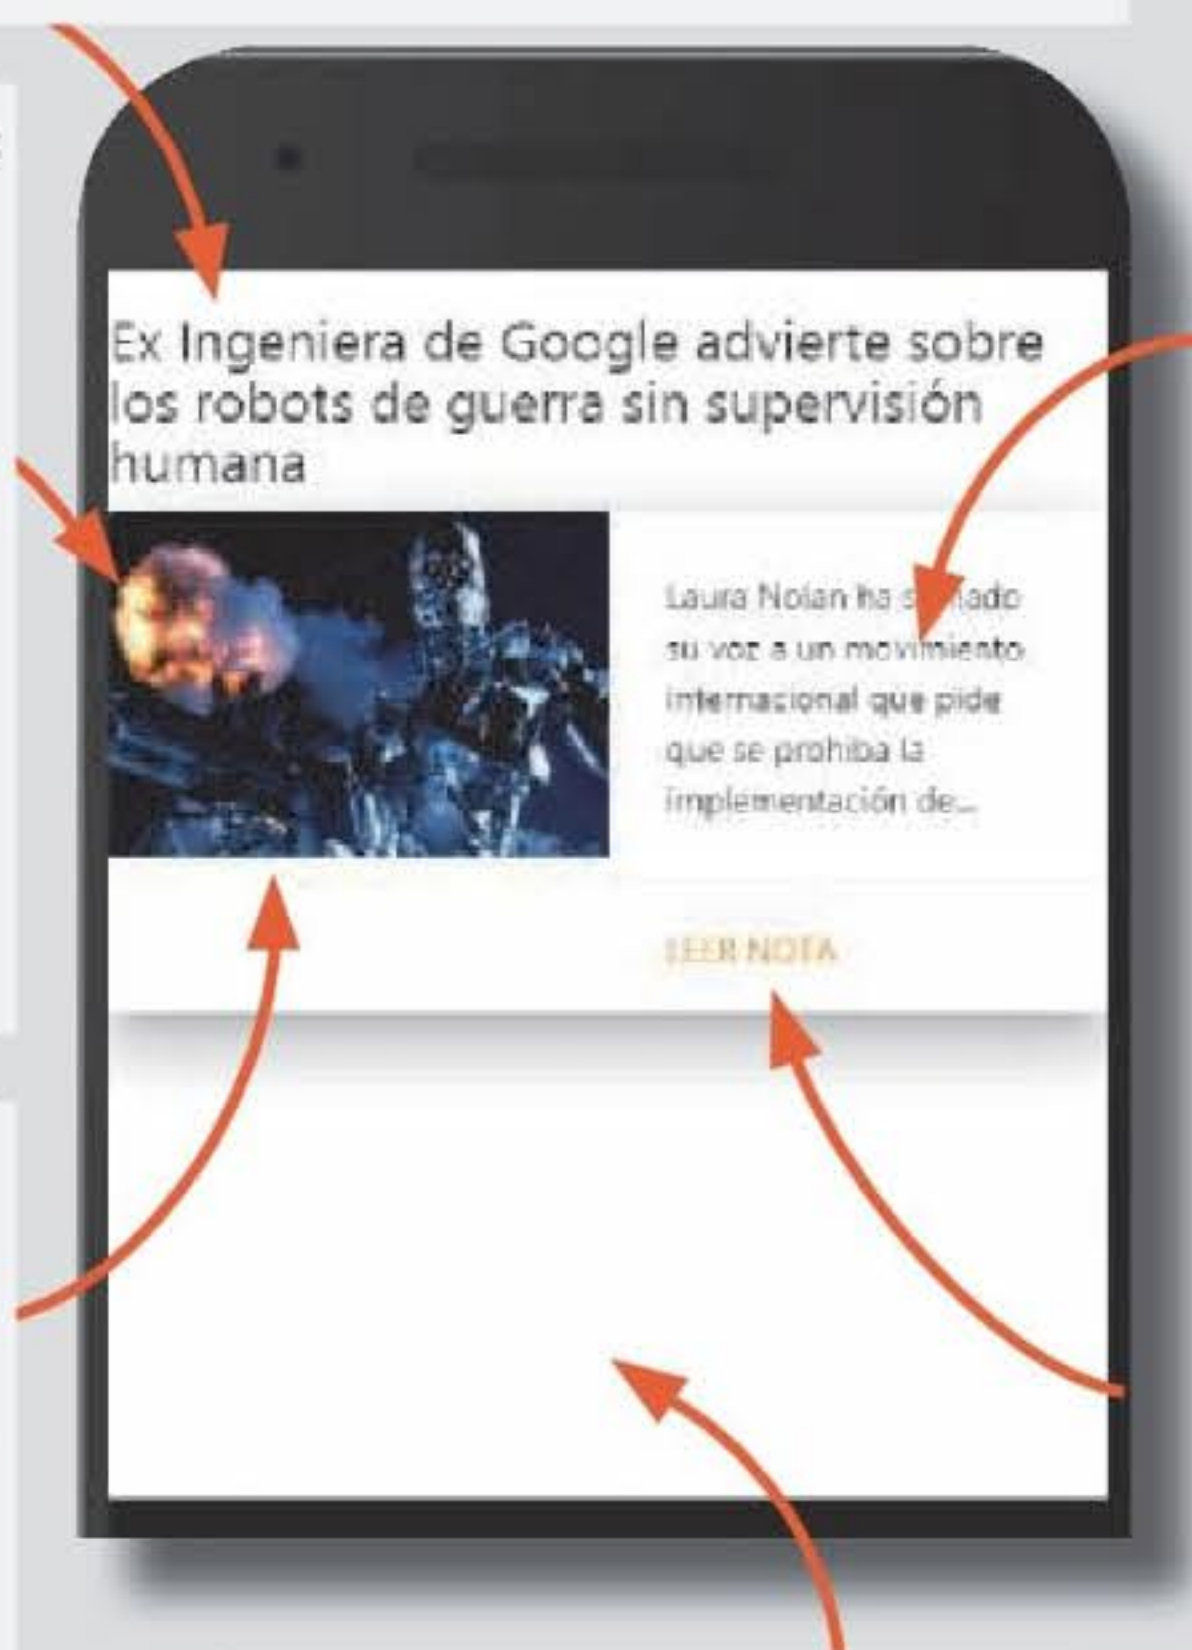 Ex Ingeniera de Google advierte sobre
los robots de guerra sin supervisión
humana
Laura Nolan ha s mado
su voz a un movimiento
internacional que pide
que se prohiba la
implementación de...
LEER NOTA